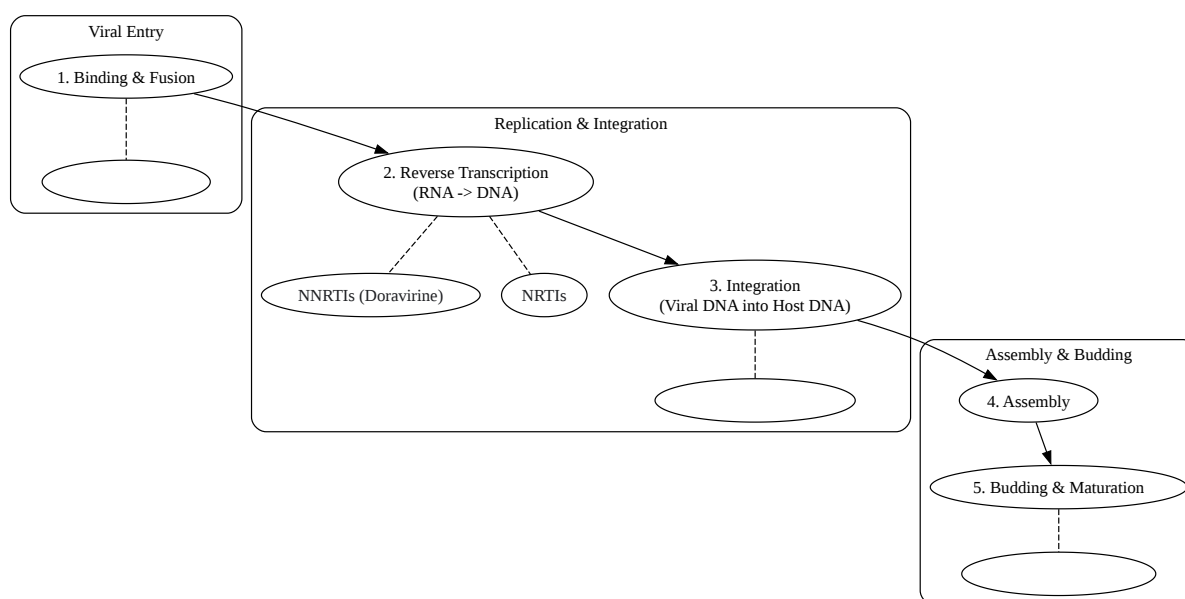 Viral Entry
1. Binding & Fusion
Replication & Integration
2. Reverse Transcription
(RNA -> DNA)
NNRTIs (Doravirine)
NRTIs
3. Integration
(Viral DNA into Host DNA)
Assembly & Budding
4. Assembly
5. Budding & Maturation